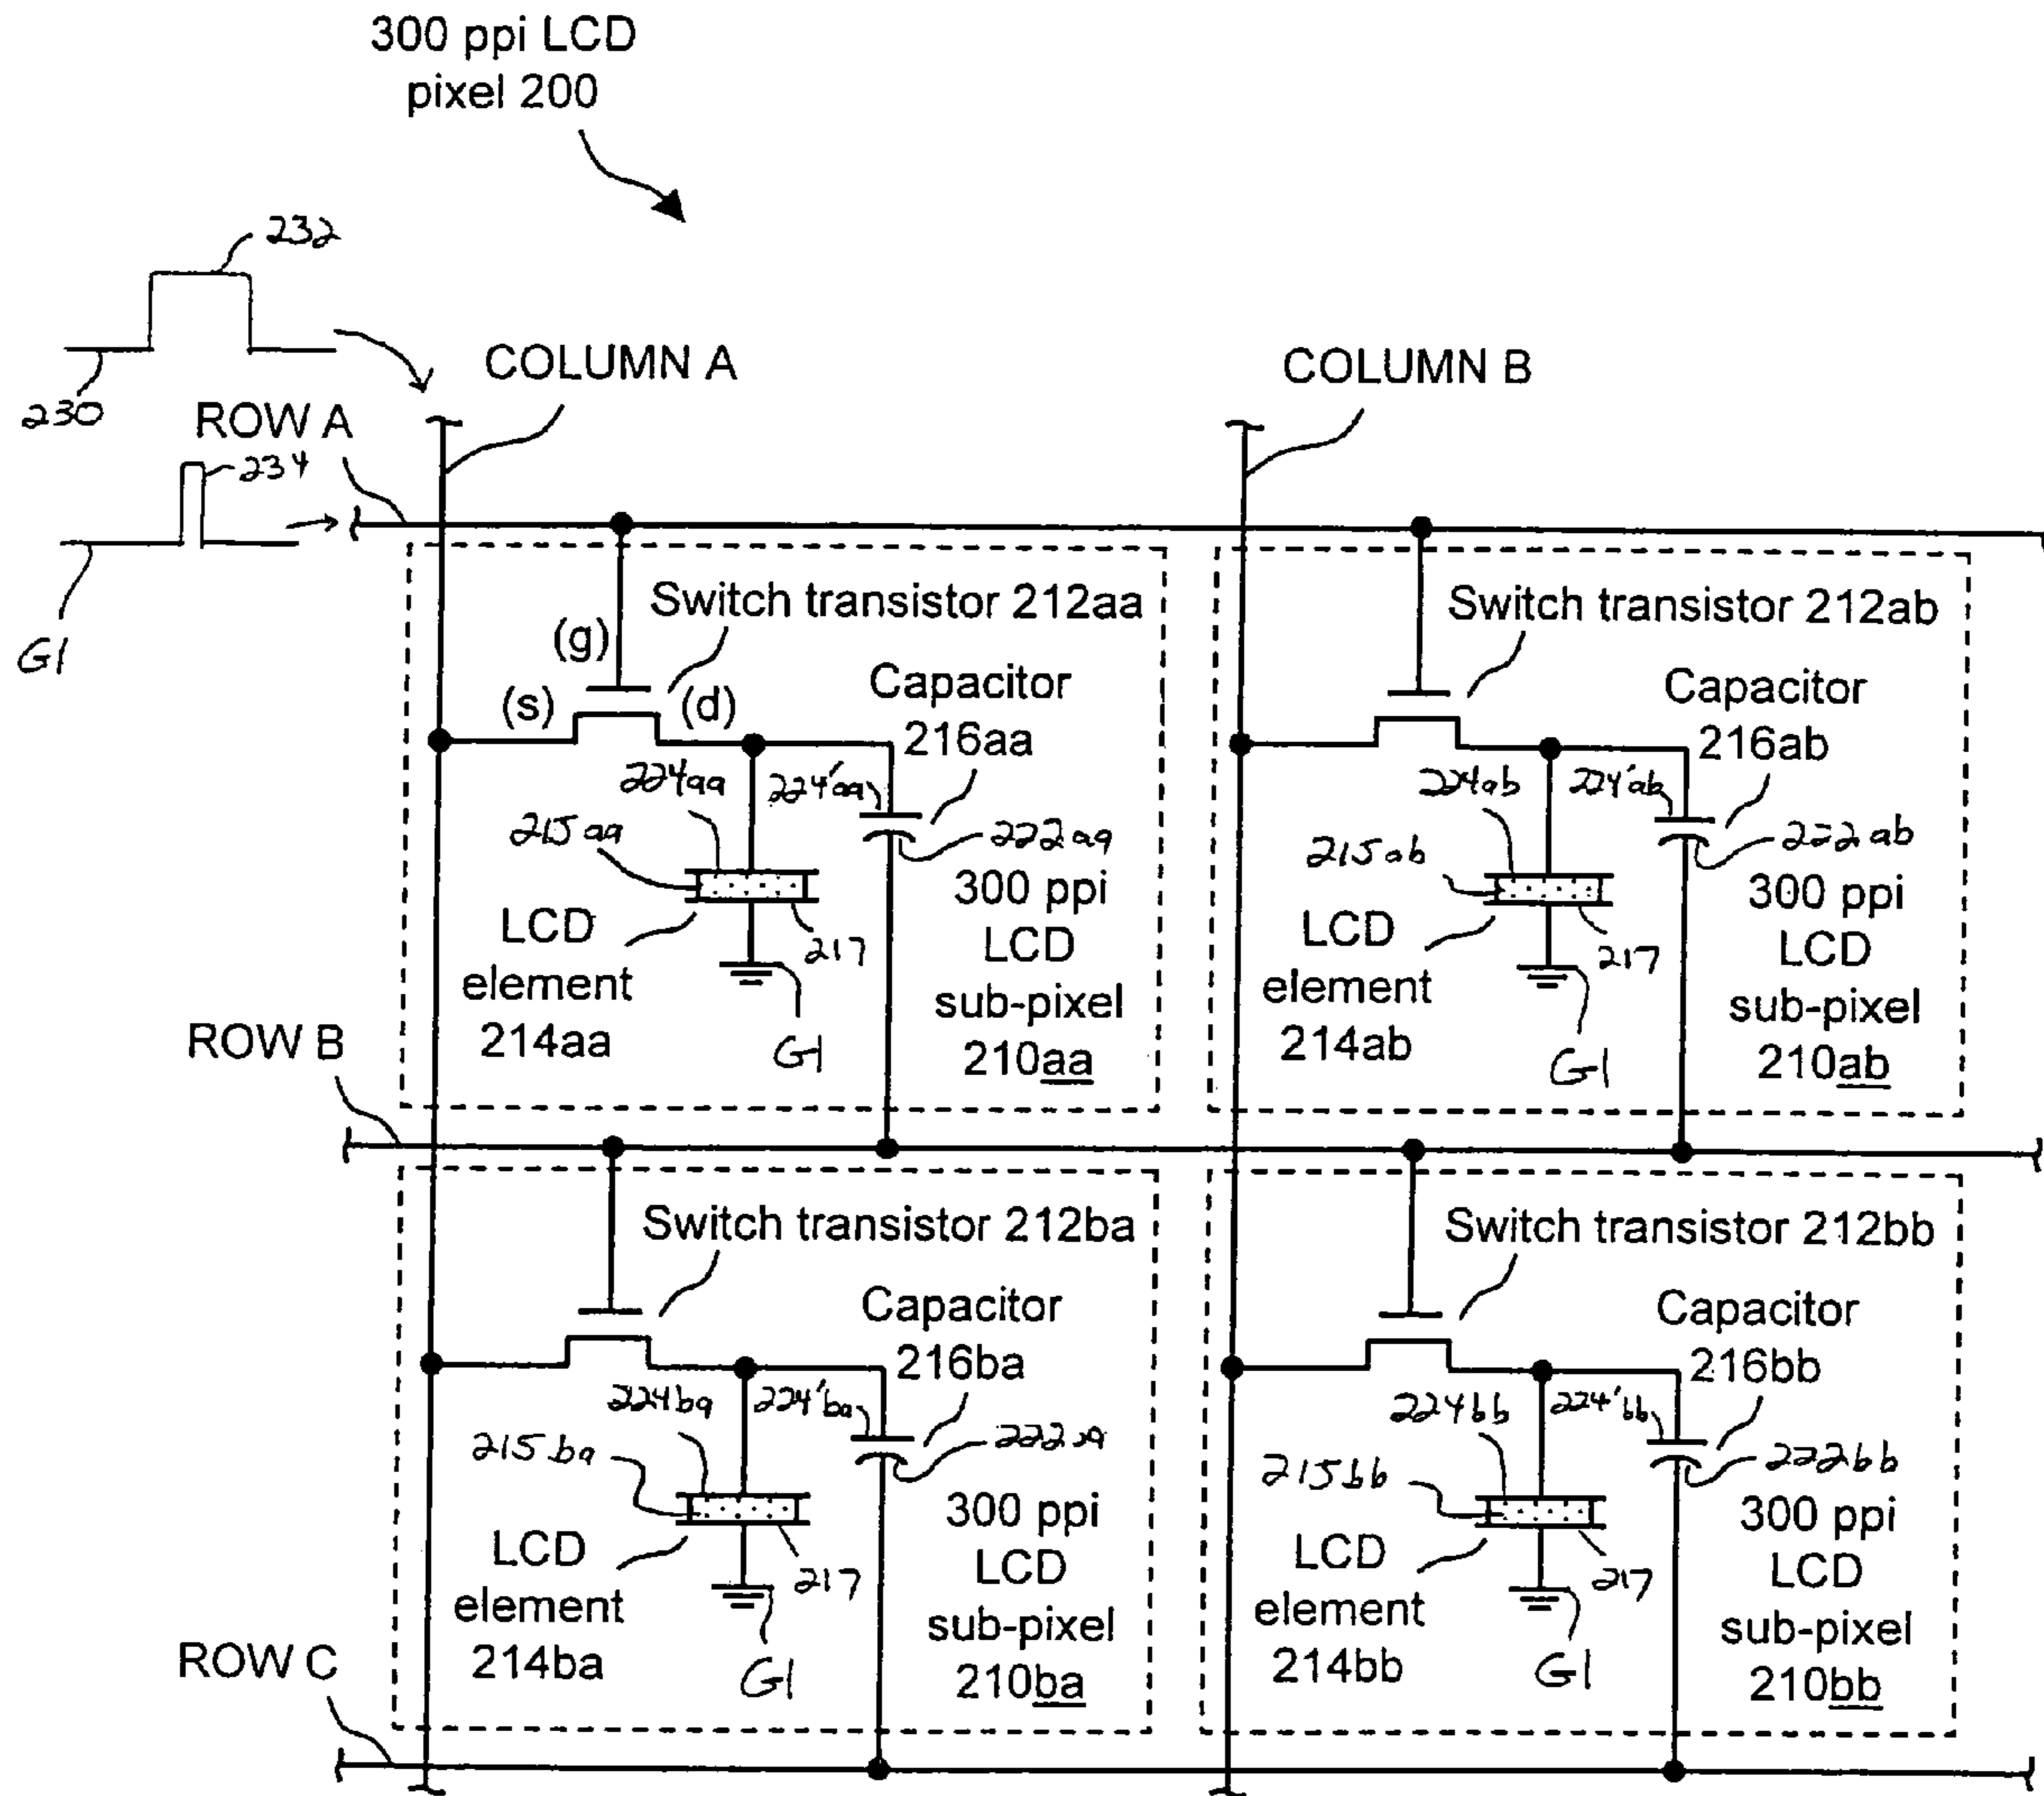 300 ppi LCD
pixel 200
232
230
COLUMN A
COLUMN B
ROW A
234
G1
Switch transistor 212aa
(g)
(s)
(d)
Capacitor
216aa
224aa
224'aa
215aa
222aa
LCD
element
214aa
217
G1
300 ppi
LCD
sub-pixel
210aa
Switch transistor 212ab
Capacitor
216ab
224ab
224'ab
215ab
222ab
LCD
element
214ab
217
G1
300 ppi
LCD
sub-pixel
210ab
ROW B
Switch transistor 212ba
Capacitor
216ba
224ba
224'ba
215ba
LCD
element
214ba
217
G1
300 ppi
LCD
sub-pixel
210ba
Switch transistor 212bb
Capacitor
216bb
224bb
224'bb
215bb
222bb
LCD
element
214bb
217
G1
300 ppi
LCD
sub-pixel
210bb
ROW C